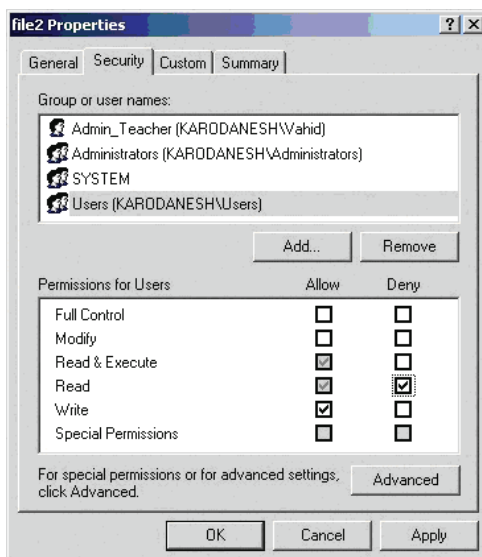 file2 Properties
General Security Custom Summary
Group or user names:
Admin_Teacher (KARODANESH\Vahid)
Administrators (KARODANESH\Administrators)
SYSTEM
Users (KARODANESH\Users)
Add... Remove
Permissions for Users Allow Deny
Full Control
Modify
Read & Execute
Read
Write
Special Permissions
For special permissions or for advanced settings,
click Advanced.
Advanced
OK Cancel Apply